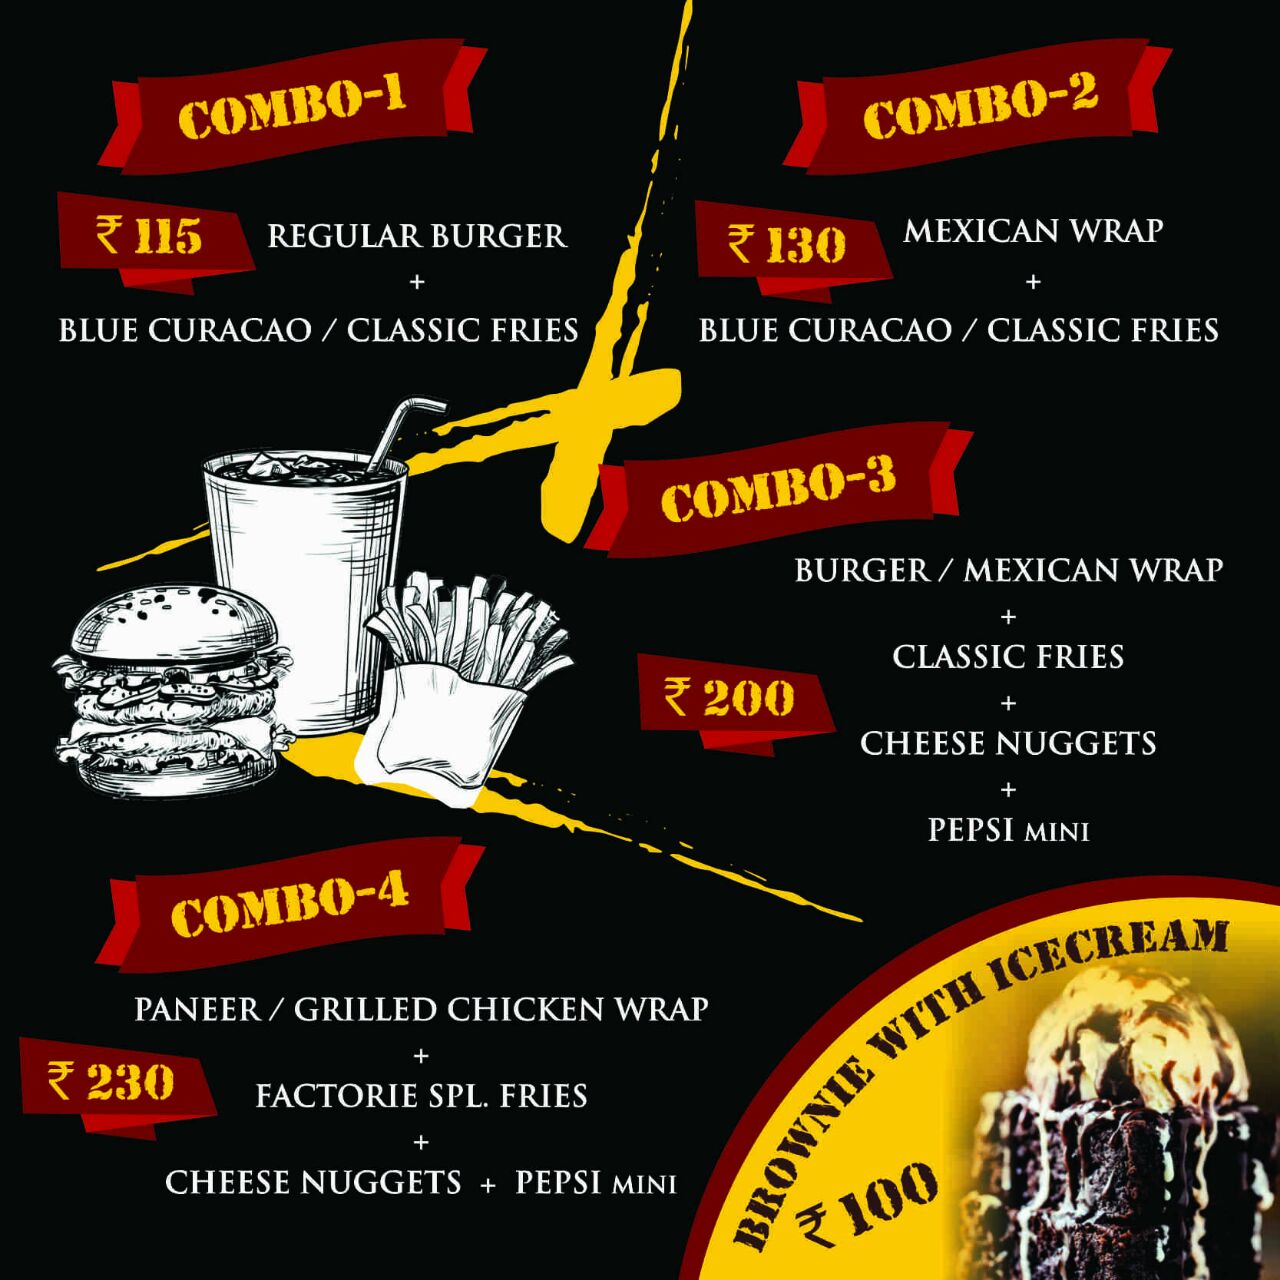 COMBO-1
₹ 115
REGULAR BURGER
+
BLUE CURACAO / CLASSIC FRIES
COMBO-2
₹ 130
MEXICAN WRAP
+
BLUE CURACAO / CLASSIC FRIES
COMBO-3
BURGER / MEXICAN WRAP
+
CLASSIC FRIES
+
₹ 200
CHEESE NUGGETS
+
PEPSI MINI
COMBO-4
PANEER / GRILLED CHICKEN WRAP
+
₹ 230
FACTORIE SPL. FRIES
+
CHEESE NUGGETS + PEPSI MINI
BROWNIE WITH ICECREAM
₹ 100